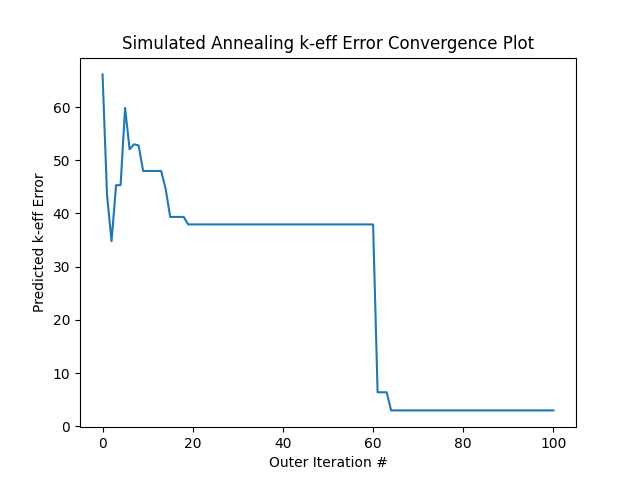 Simulated Annealing k-eff Error Convergence Plot
Predicted k-eff Error
60
50
40
30
20
10
0
0 20 40 60 80 100
Outer Iteration #